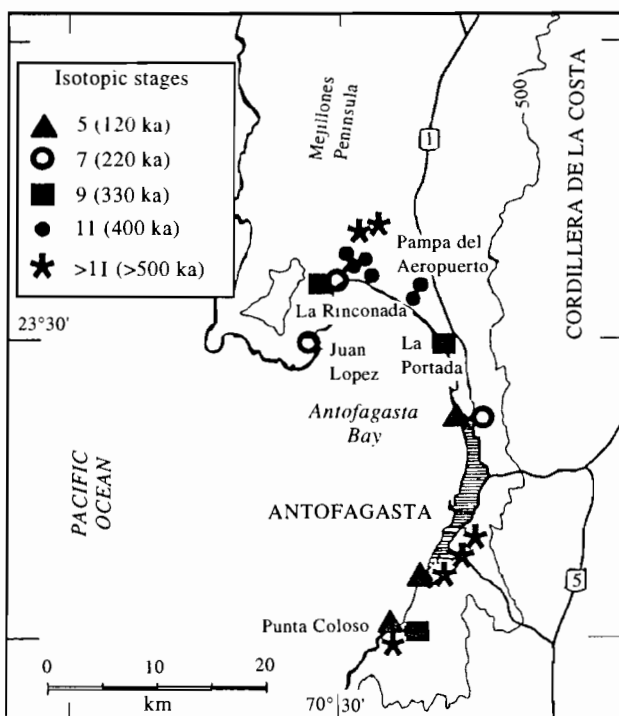 Isotopic stages
5 (120 ka)
7 (220 ka)
9 (330 ka)
11 (400 ka)
>11 (>500 ka)
Mejillones
Peninsula
1
500
CORDILLERA DE LA COSTA
Pampa del
Aeropuerto
La Rinconada
23°30'
Juan
Lopez
La
Portada
Antofagasta
Bay
PACIFIC
OCEAN
ANTOFAGASTA
5
Punta Coloso
0 10 20
km
70° 30'